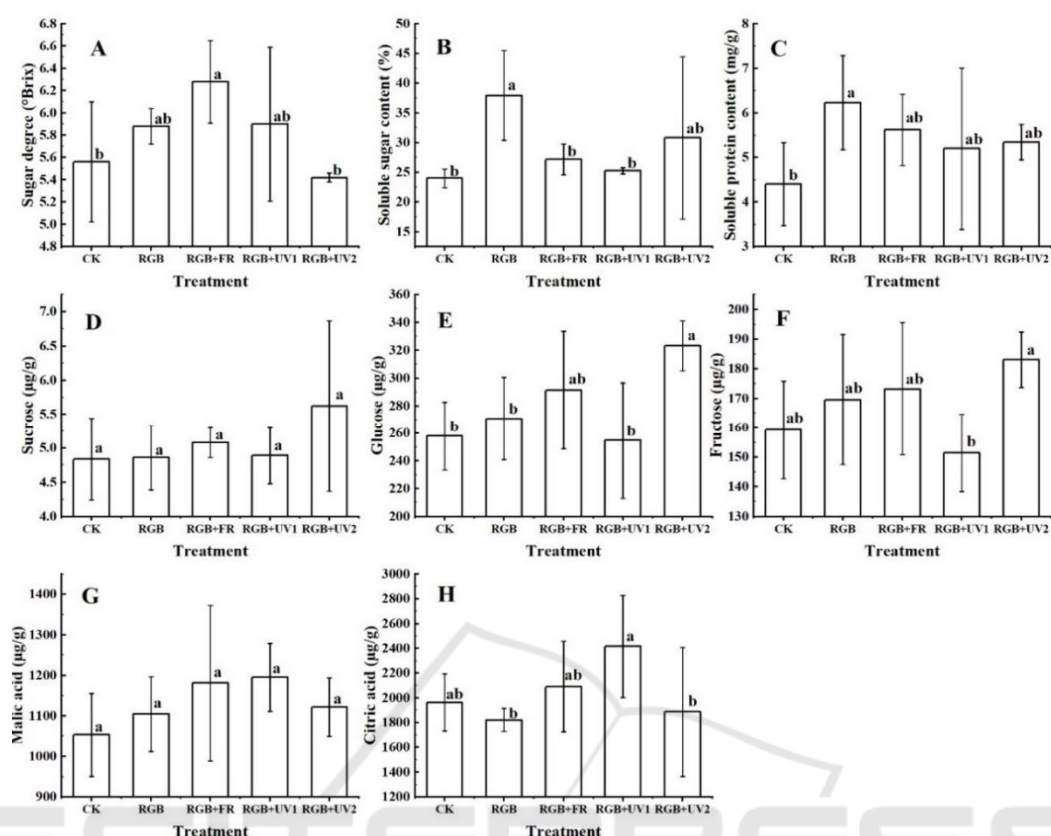 A
Sugar degree (°Brix)
6.8
6.6
6.4
6.2
6.0
5.8
5.6
5.4
5.2
5.0
4.8
b
ab
a
ab
b
CK RGB RGB+FR RGB+UV1 RGB+UV2
Treatment
B
Soluble sugar content (%)
50
45
40
35
30
25
20
15
b
a
b
b
ab
CK RGB RGB+FR RGB+UV1 RGB+UV2
Treatment
C
Soluble protein content (mg/g)
8
7
6
5
4
3
b
a
ab
ab
ab
CK RGB RGB+FR RGB+UV1 RGB+UV2
Treatment
D
Sucrose (µg/g)
7.0
6.5
6.0
5.5
5.0
4.5
4.0
a
a
a
a
a
CK RGB RGB+FR RGB+UV1 RGB+UV2
Treatment
E
Glucose (µg/g)
360
340
320
300
280
260
240
220
200
b
b
ab
b
a
CK RGB RGB+FR RGB+UV1 RGB+UV2
Treatment
F
Fructose (µg/g)
200
190
180
170
160
150
140
130
ab
ab
ab
b
a
CK RGB RGB+FR RGB+UV1 RGB+UV2
Treatment
G
Malic acid (µg/g)
1400
1300
1200
1100
1000
900
a
a
a
a
a
CK RGB RGB+FR RGB+UV1 RGB+UV2
Treatment
H
Citric acid (µg/g)
3000
2800
2600
2400
2200
2000
1800
1600
1400
1200
ab
b
ab
a
b
CK RGB RGB+FR RGB+UV1 RGB+UV2
Treatment